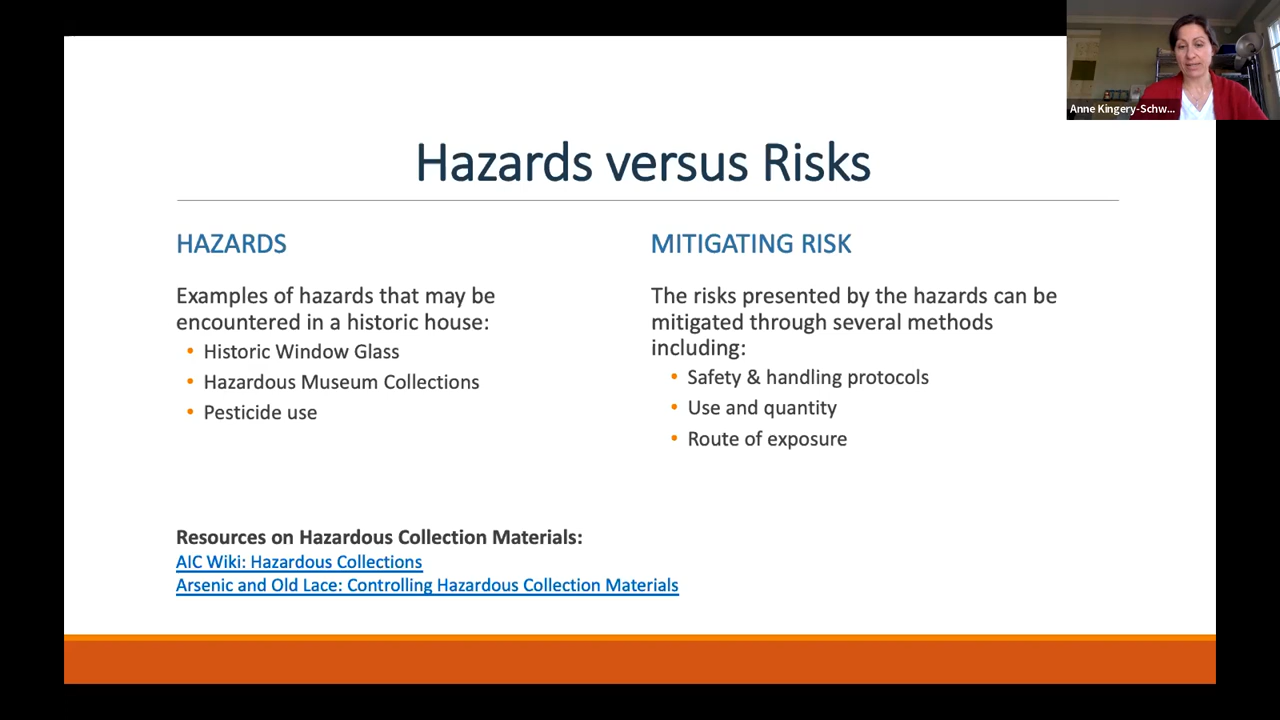 Anne Kingery-Schw...
Hazards versus Risks
HAZARDS
Examples of hazards that may be
encountered in a historic house:
• Historic Window Glass
• Hazardous Museum Collections
• Pesticide use
MITIGATING RISK
The risks presented by the hazards can be
mitigated through several methods
including:
• Safety & handling protocols
• Use and quantity
• Route of exposure
Resources on Hazardous Collection Materials:
AIC Wiki: Hazardous Collections
Arsenic and Old Lace: Controlling Hazardous Collection Materials